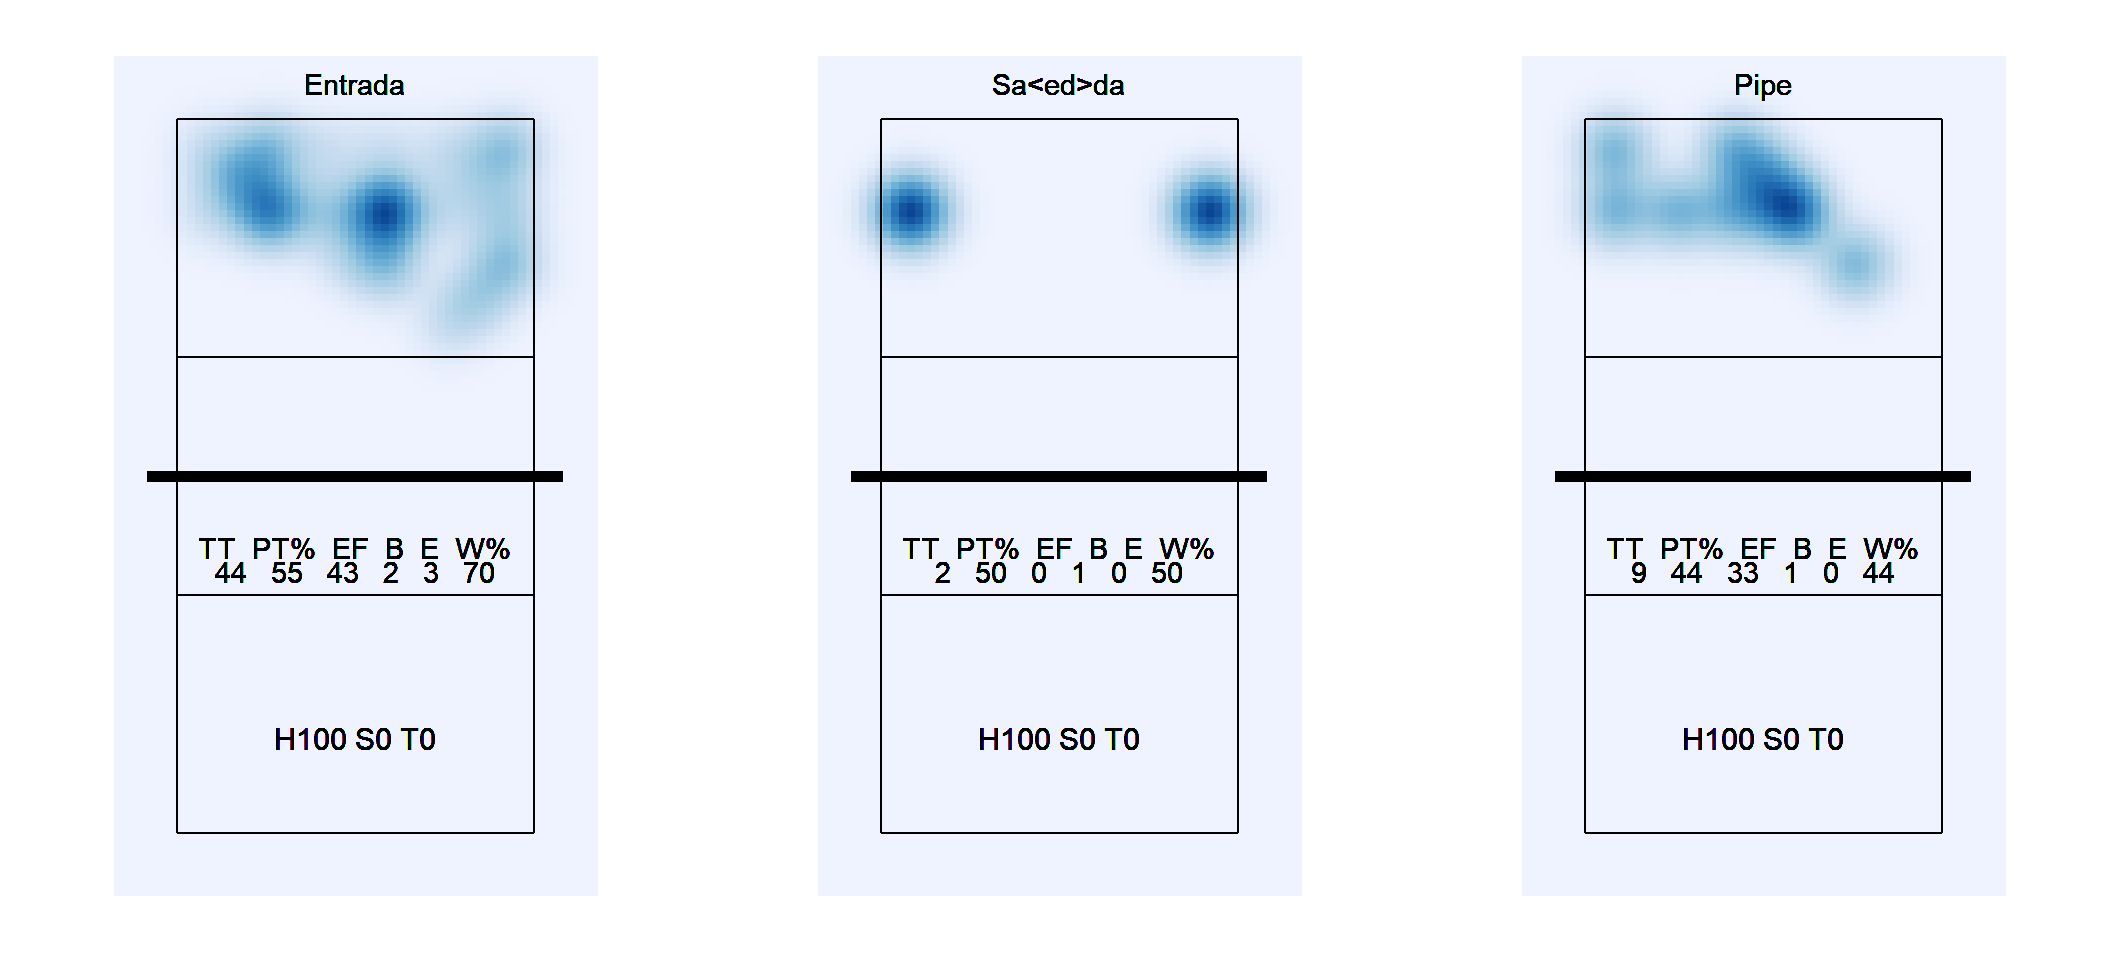 Entrada
TT PT% EF B E W%
44 55 43 2 3 70
H100 S0 T0
Sa<ed>da
TT PT% EF B E W%
2 50 0 1 0 50
H100 S0 T0
Pipe
TT PT% EF B E W%
9 44 33 1 0 44
H100 S0 T0